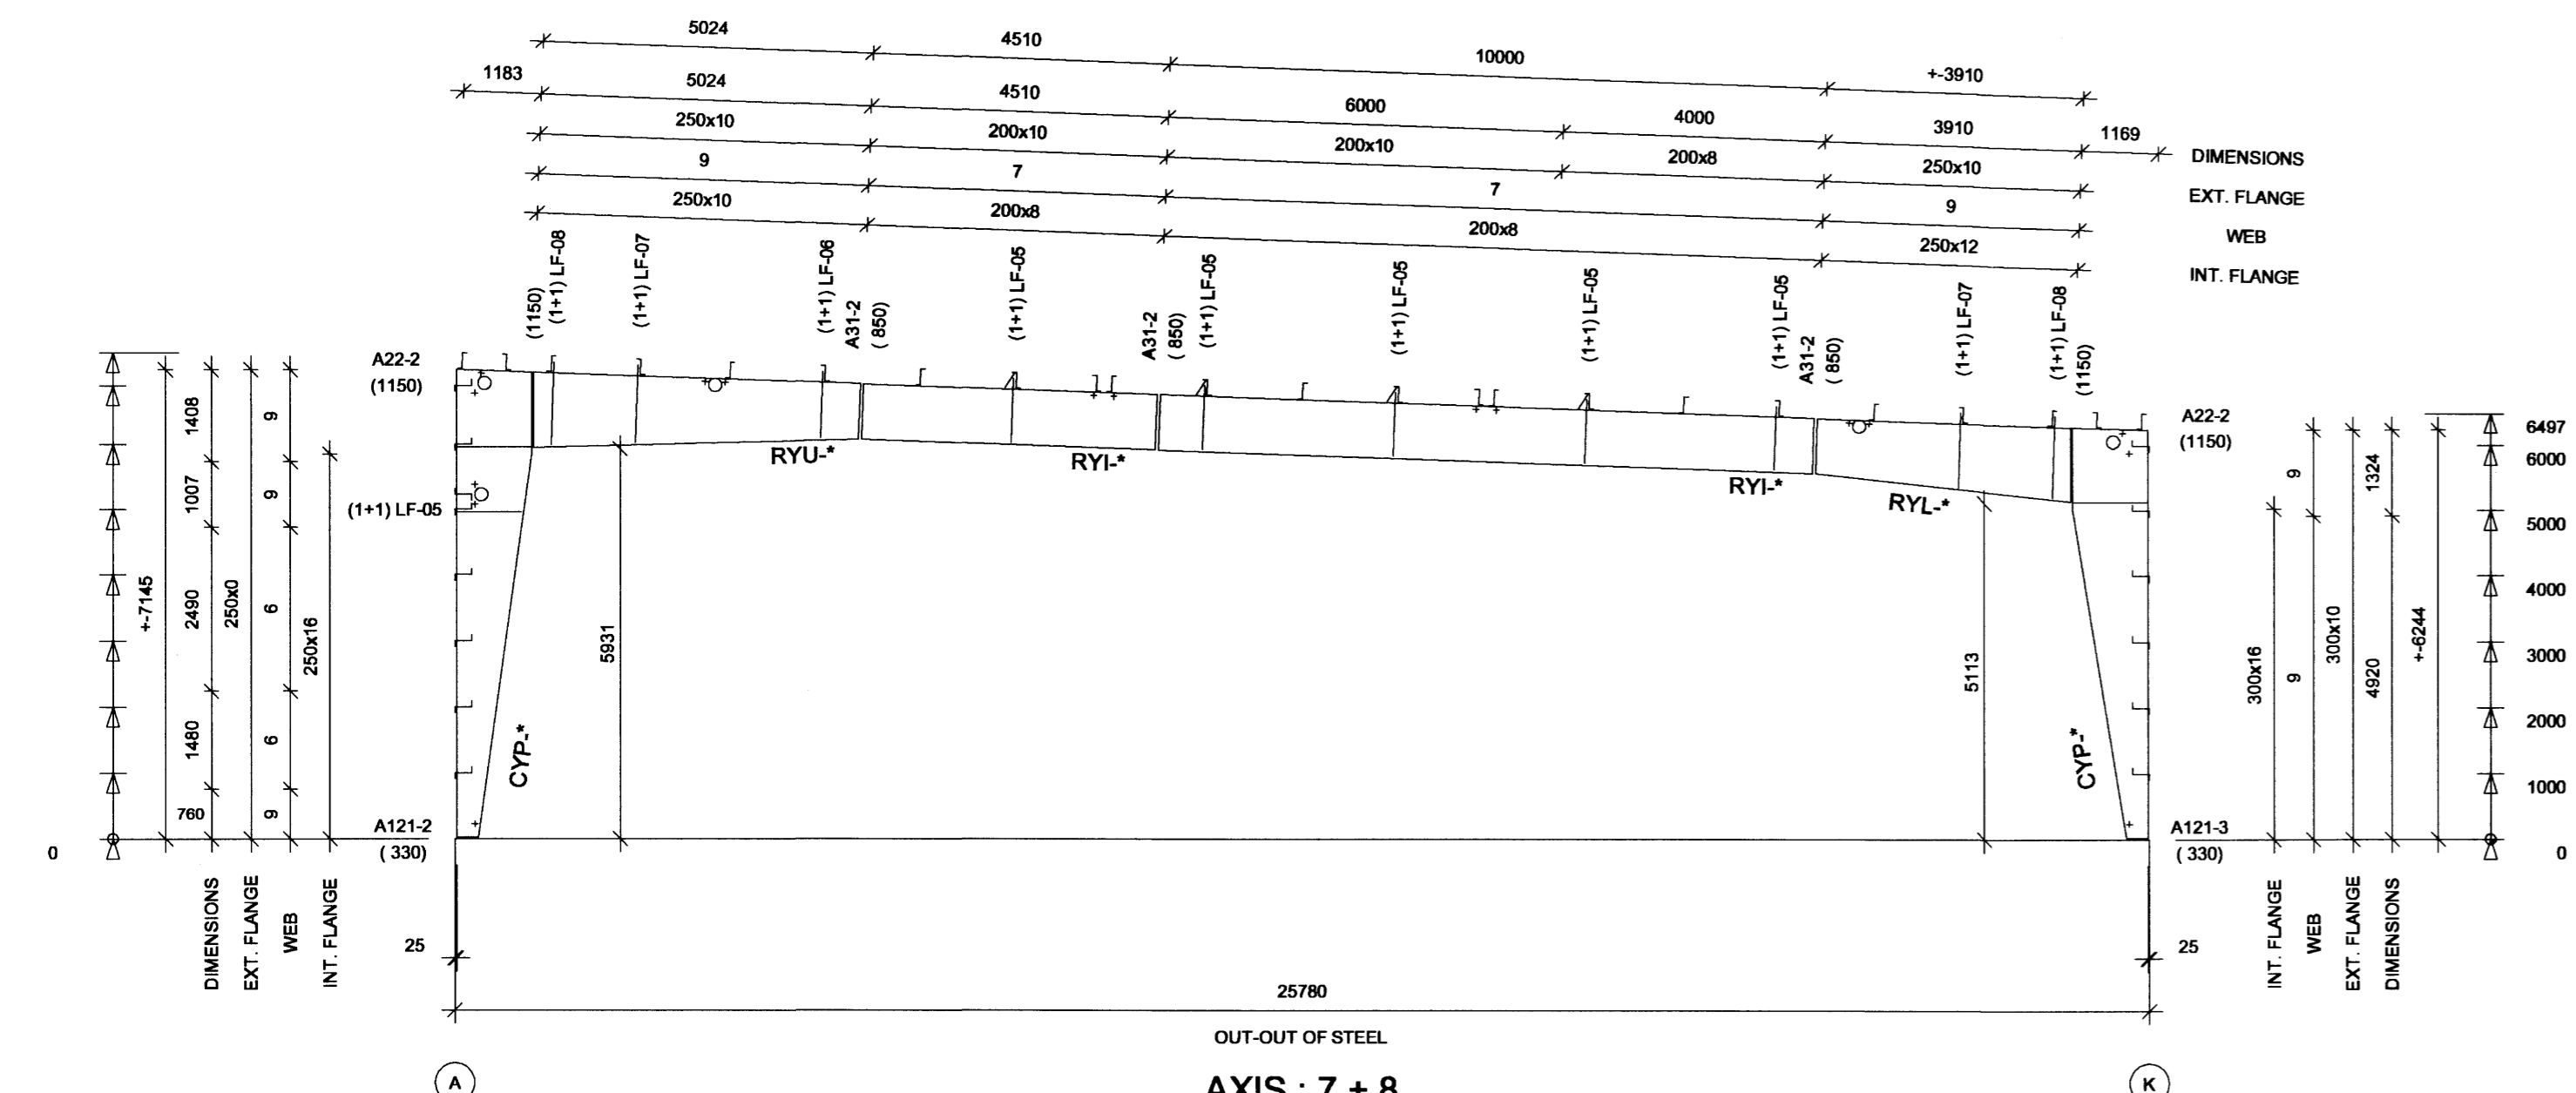 5024 4510 10000 +-3910
1183 5024 4510 6000 4000 3910 1169 DIMENSIONS
250x10 200x10 200x10 200x8 250x10 EXT. FLANGE
9 7 7 9 WEB
250x10 200x8 200x8 250x12 INT. FLANGE
(1150)
(1+1) LF-08
(1+1) LF-07
(1+1) LF-06
A31-2
( 850)
(1+1) LF-05
A31-2
( 850)
(1+1) LF-05
(1+1) LF-05
(1+1) LF-05
(1+1) LF-05
A31-2
( 850)
(1+1) LF-07
(1+1) LF-08
(1150)
A22-2
(1150)
(1+1) LF-05
A121-2
( 330)
0
+-7145
1408
1007
2490
1480
760
250x0
9
9
6
6
9
250x16
DIMENSIONS
EXT. FLANGE
WEB
INT. FLANGE
RYU-*
RYI-*
RYI-*
RYL-*
CYP-*
5931
5113
CYP-*
A22-2
(1150)
A121-3
( 330)
300x16
9
9
300x10
1324
4920
+-6244
6497
6000
5000
4000
3000
2000
1000
0
INT. FLANGE
WEB
EXT. FLANGE
DIMENSIONS
25
25
25780
OUT-OUT OF STEEL
A
AXIS : 7 + 8
K